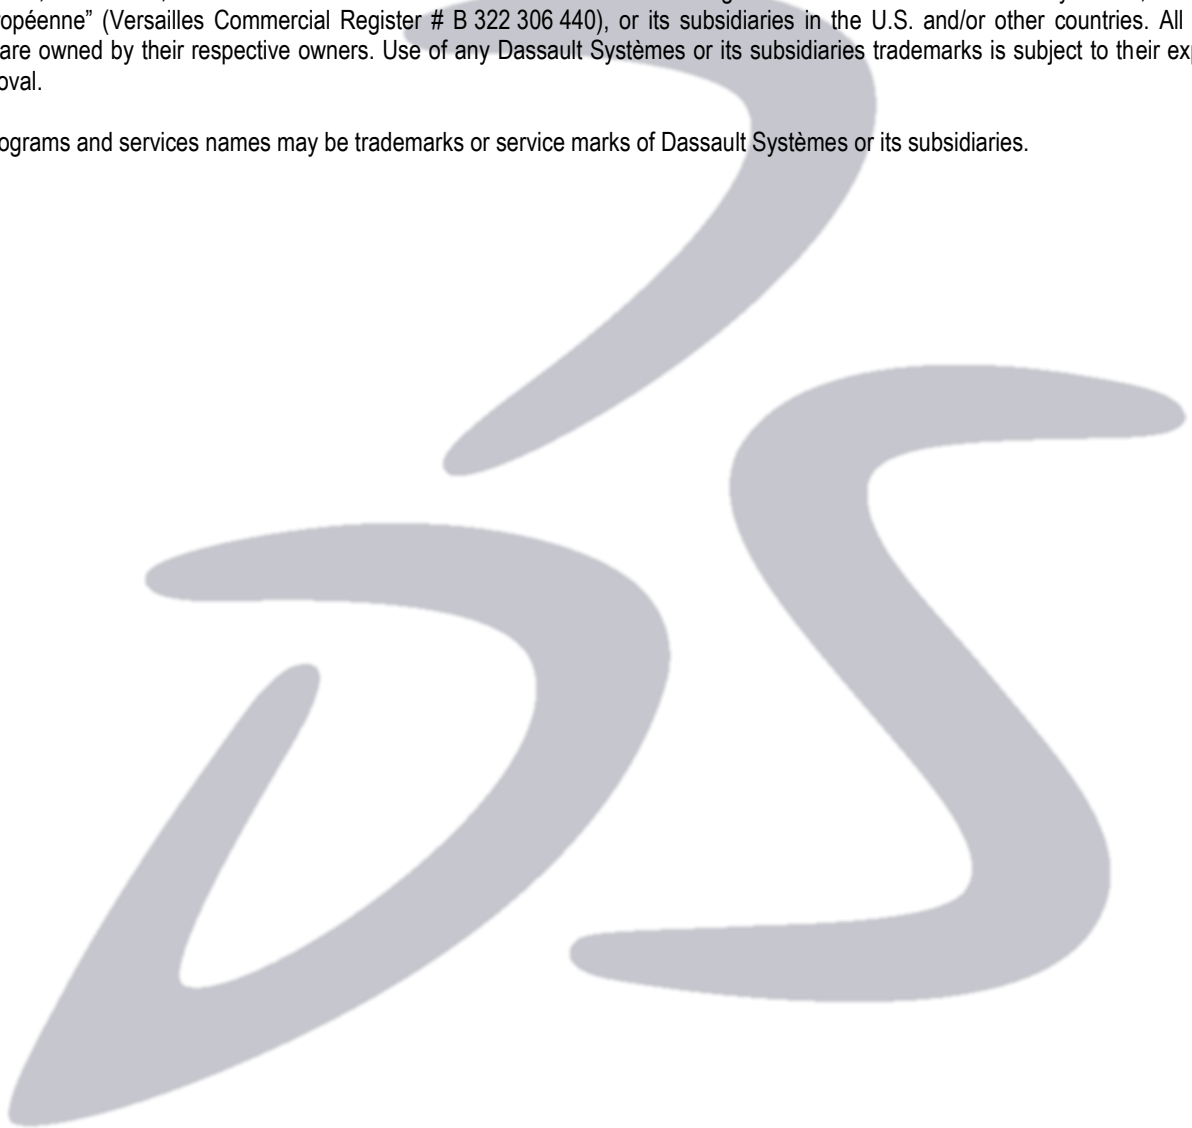 opéenne” (Versailles Commercial Register # B 322 306 440), or its subsidiaries in the U.S. and/or other countries. All
are owned by their respective owners. Use of any Dassault Systèmes or its subsidiaries trademarks is subject to their
oval.
ograms and services names may be trademarks or service marks of Dassault Systèmes or its subsidiaries.